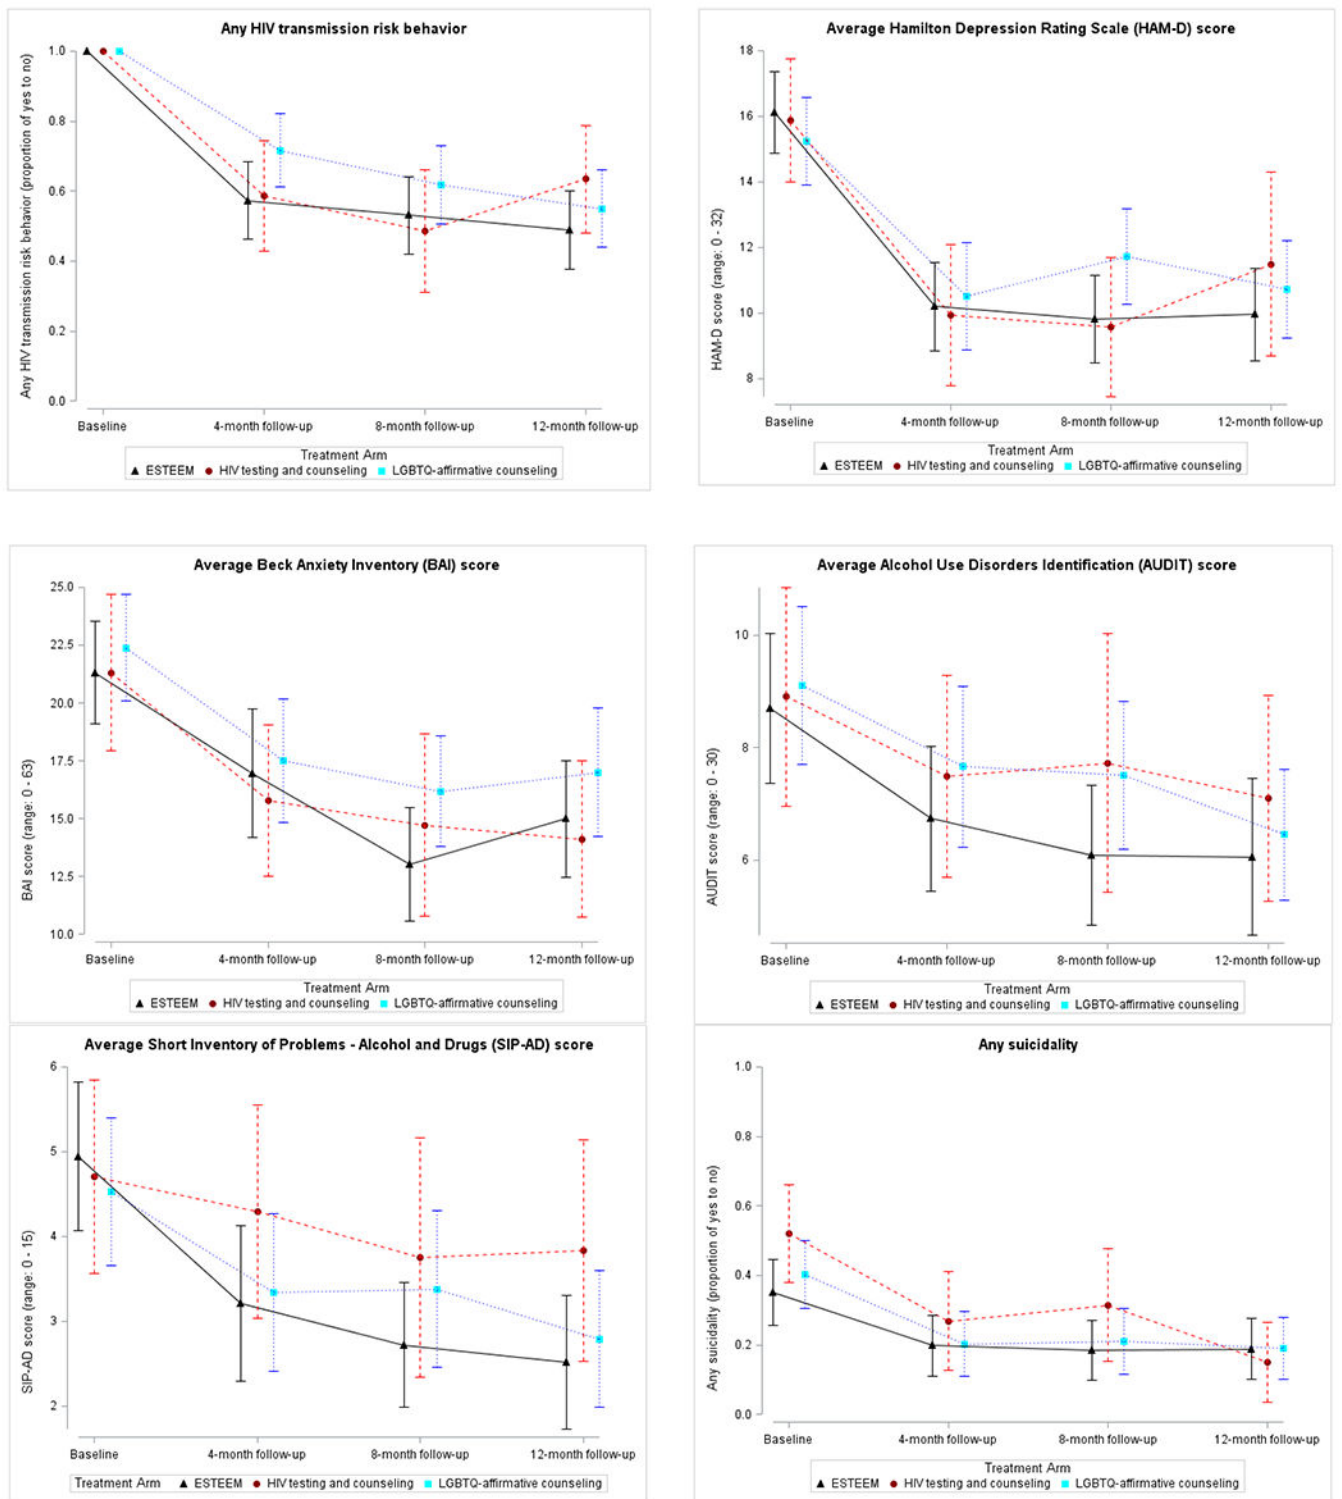 Any HIV transmission risk behavior
Any HIV transmission risk behavior (proportion of yes to no)
1.0
0.8
0.6
0.4
0.2
0.0
Baseline
4-month follow-up
8-month follow-up
12-month follow-up
Treatment Arm
ESTEEM
HIV testing and counseling
LGBTQ-affirmative counseling
Average Hamilton Depression Rating Scale (HAM-D) score
HAM-D score (range: 0 - 32)
18
16
14
12
10
8
Baseline
4-month follow-up
8-month follow-up
12-month follow-up
Treatment Arm
ESTEEM
HIV testing and counseling
LGBTQ-affirmative counseling
Average Beck Anxiety Inventory (BAI) score
BAI score (range: 0 - 63)
25.0
22.5
20.0
17.5
15.0
12.5
10.0
Baseline
4-month follow-up
8-month follow-up
12-month follow-up
Treatment Arm
ESTEEM
HIV testing and counseling
LGBTQ-affirmative counseling
Average Alcohol Use Disorders Identification (AUDIT) score
AUDIT score (range: 0 - 30)
10
8
6
Baseline
4-month follow-up
8-month follow-up
12-month follow-up
Treatment Arm
ESTEEM
HIV testing and counseling
LGBTQ-affirmative counseling
Average Short Inventory of Problems - Alcohol and Drugs (SIP-AD) score
SIP-AD score (range: 0 - 15)
6
5
4
3
2
Baseline
4-month follow-up
8-month follow-up
12-month follow-up
Treatment Arm
ESTEEM
HIV testing and counseling
LGBTQ-affirmative counseling
Any suicidality
Any suicidality (proportion of yes to no)
1.0
0.8
0.6
0.4
0.2
0.0
Baseline
4-month follow-up
8-month follow-up
12-month follow-up
Treatment Arm
ESTEEM
HIV testing and counseling
LGBTQ-affirmative counseling